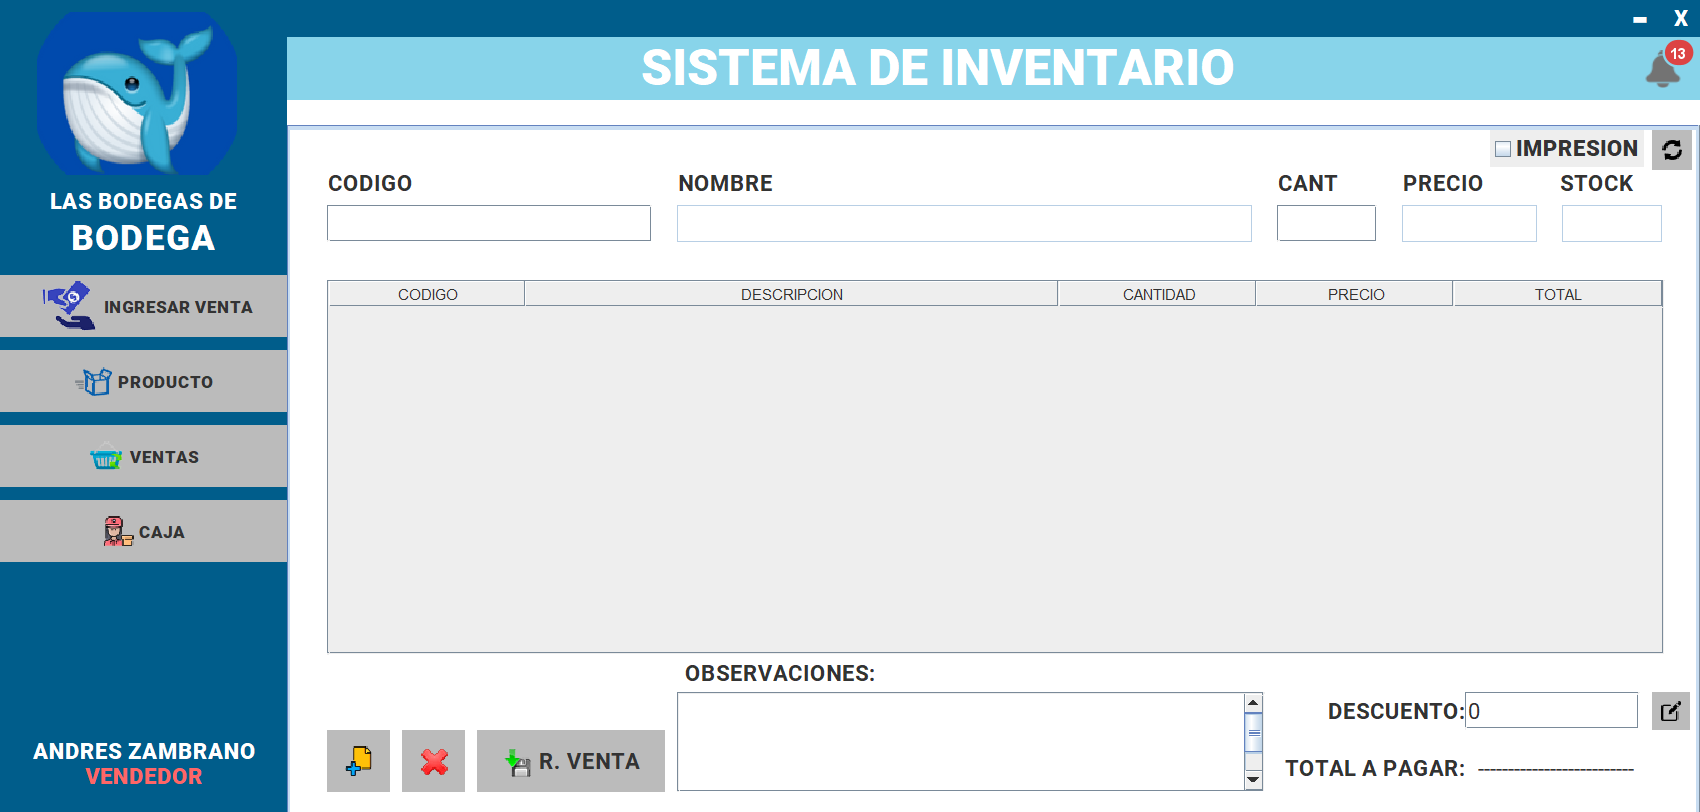 - X
SISTEMA DE INVENTARIO
13
LAS BODEGAS DE
BODEGA
INGRESAR VENTA
PRODUCTO
VENTAS
CAJA
ANDRES ZAMBRANO
VENDEDOR
IMPRESION
CODIGO NOMBRE CANT PRECIO STOCK
CODIGO DESCRIPCION CANTIDAD PRECIO TOTAL
OBSERVACIONES:
DESCUENTO: 0
R. VENTA
TOTAL A PAGAR: --------------------------